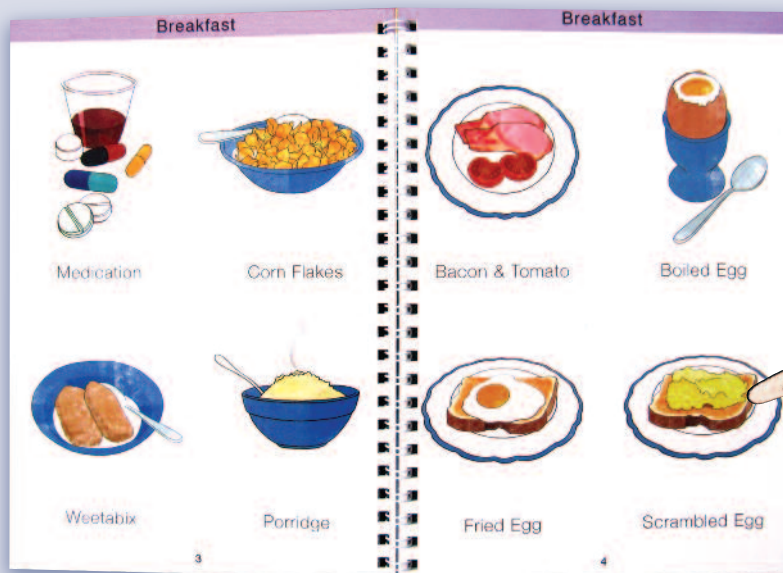 Breakfast
Medication
Corn Flakes
Weetabix
Porridge
3
Breakfast
Bacon & Tomato
Boiled Egg
Fried Egg
Scrambled Egg
4